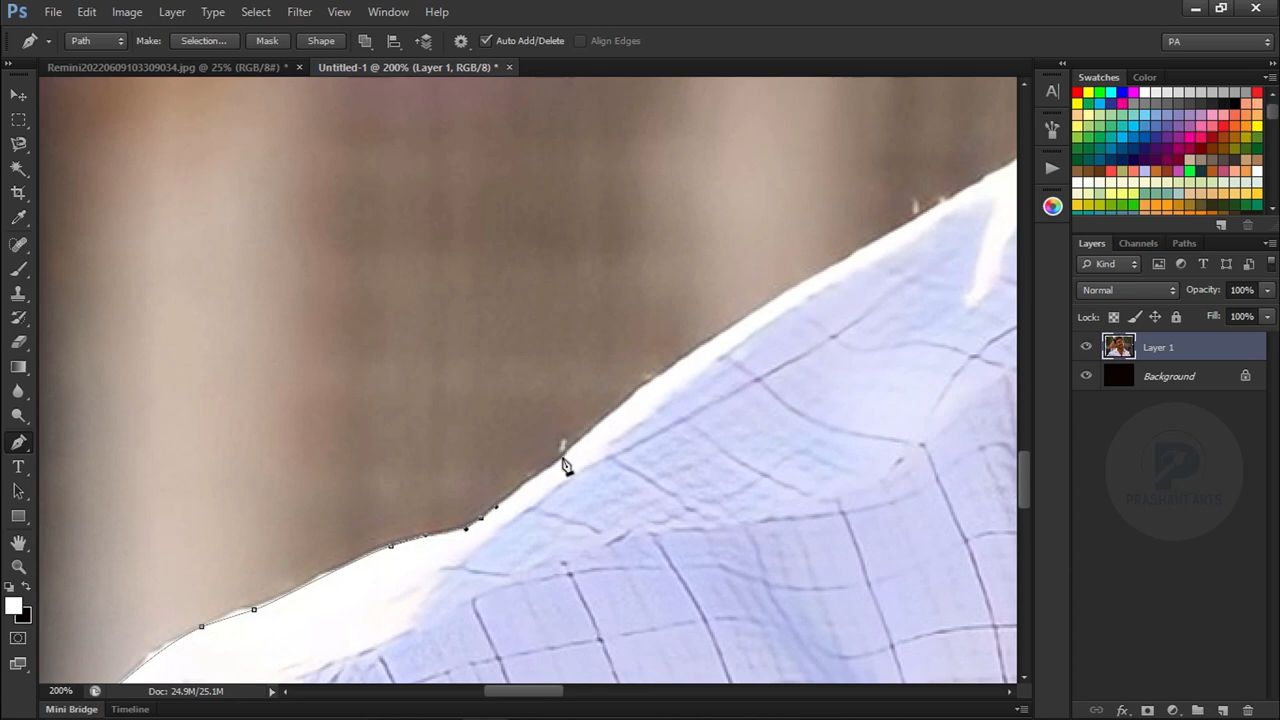 Ps File Edit Image Layer Type Select Filter View Window Help
Path Make: Selection... Mask Shape Auto Add/Delete Align Edges PA
Remini20220609103309034.jpg @ 25% (RGB/8#) * × Untitled-1 @ 200% (Layer 1, RGB/8) * ×
Swatches Color
Layers Channels Paths
Kind
Normal Opacity: 100%
Lock: Fill: 100%
Layer 1
Background
PRASHANT ARTS
200% Doc: 24.9M/25.1M
Mini Bridge Timeline